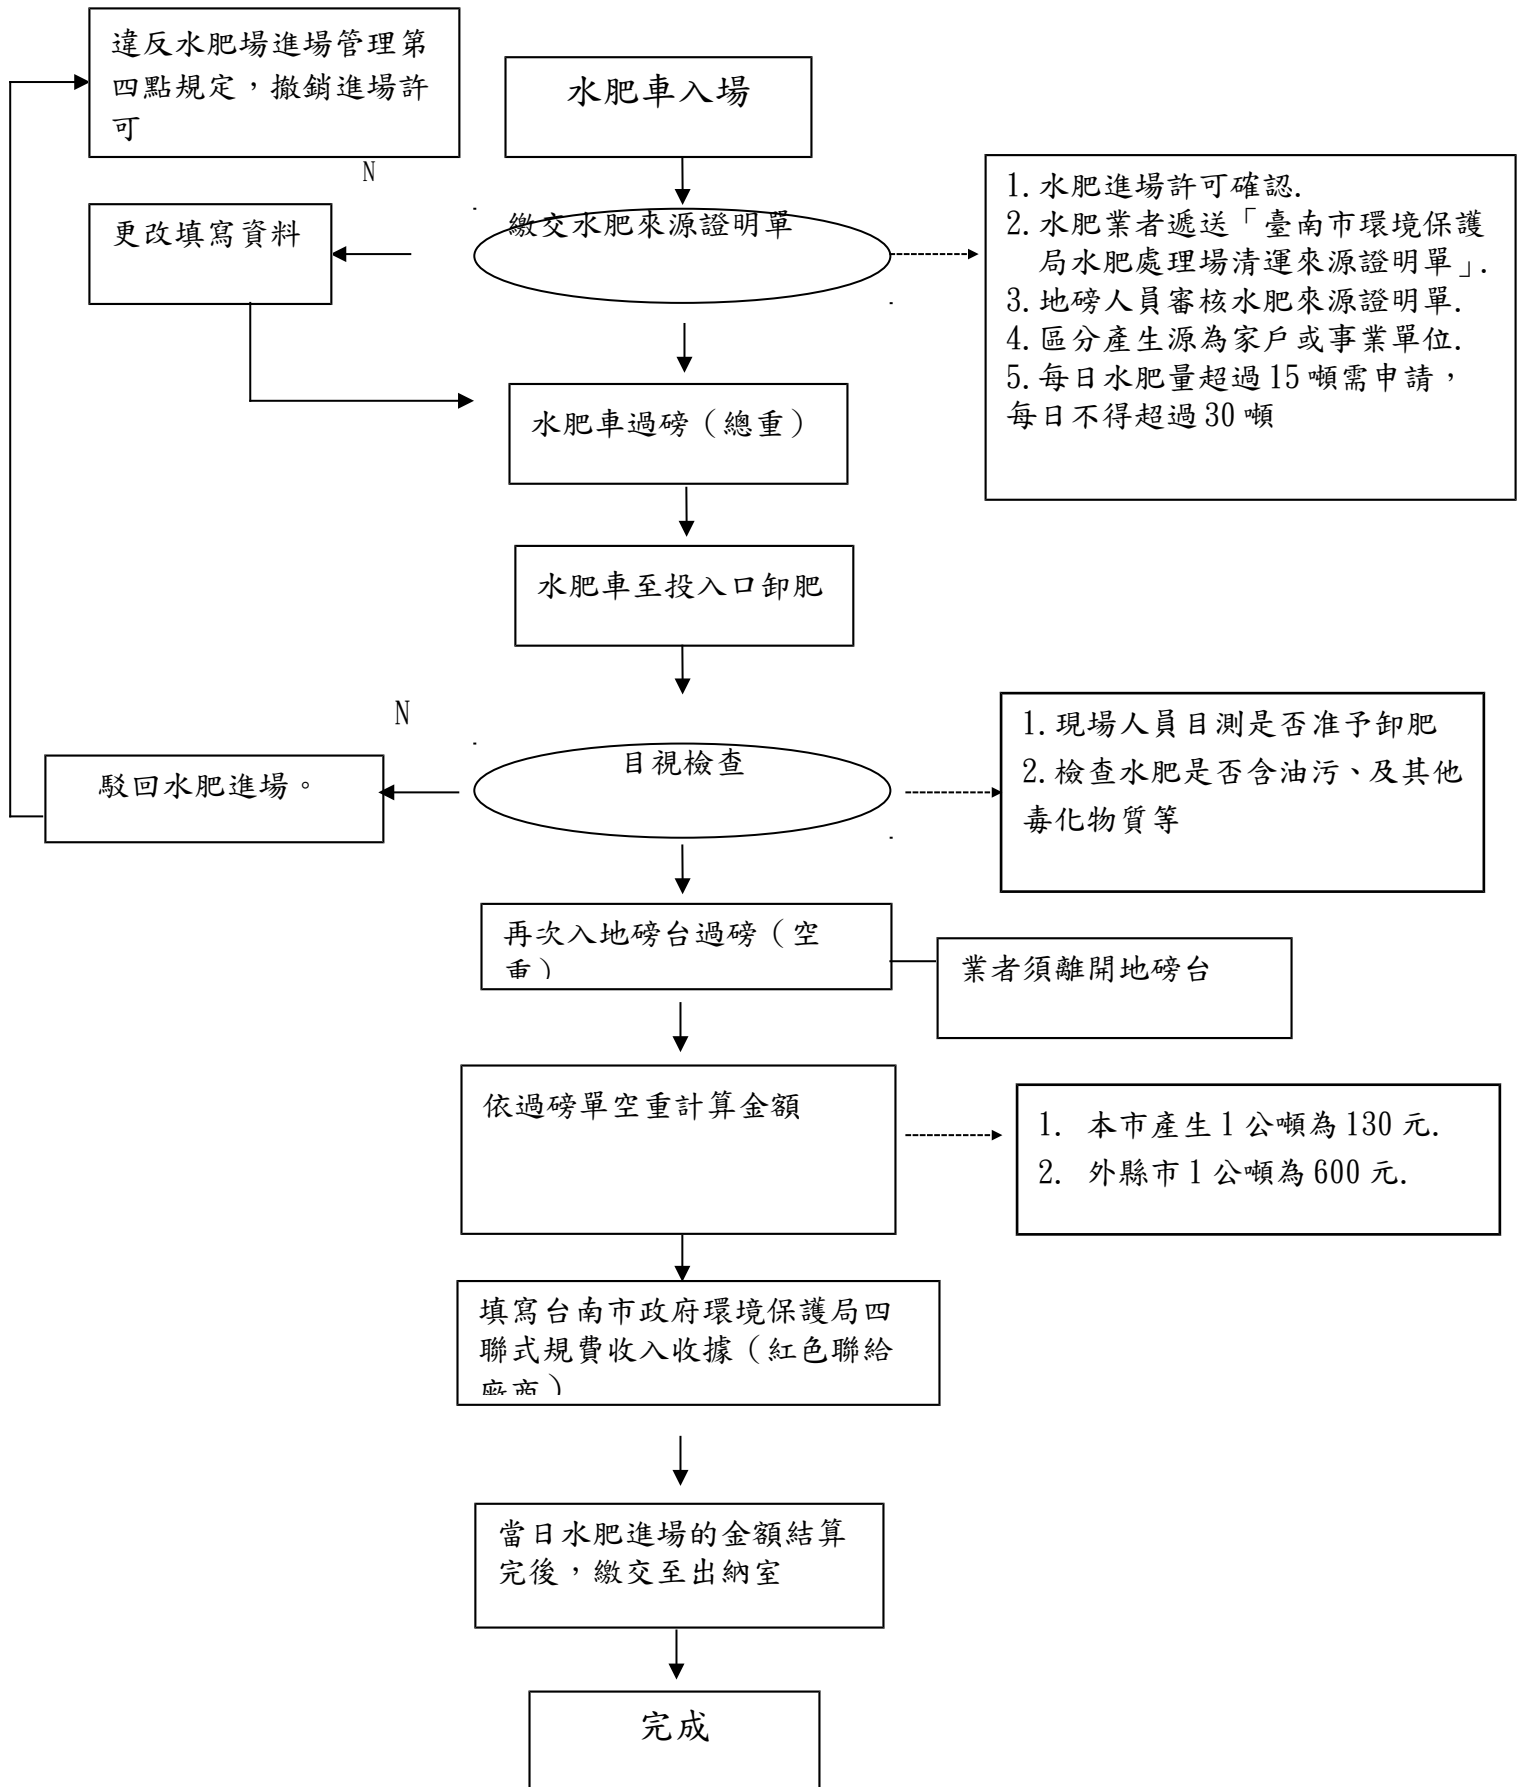 違反水肥場進場管理第
四點規定，撤銷進場許
可
水肥車入場
N
更改填寫資料
繳交水肥來源證明單
1.水肥進場許可確認.
2.水肥業者遞送「臺南市環境保護
局水肥處理場清運來源證明單」.
3.地磅人員審核水肥來源證明單.
4.區分產生源為家戶或事業單位.
5.每日水肥量超過15噸需申請，
每日不得超過30噸
水肥車過磅（總重）
水肥車至投入口卸肥
N
駁回水肥進場。
目視檢查
1.現場人員目測是否准予卸肥
2.檢查水肥是否含油污、及其他
毒化物質等
再次入地磅台過磅（空
重）
業者須離開地磅台
依過磅單空重計算金額
1. 本市產生1公噸為130元.
2. 外縣市1公噸為600元.
填寫台南市政府環境保護局四
聯式規費收入收據（紅色聯給
廠商）
當日水肥進場的金額結算
完後，繳交至出納室
完成